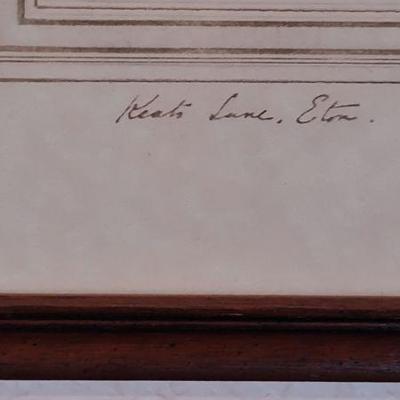 Keats Lane, Eton.